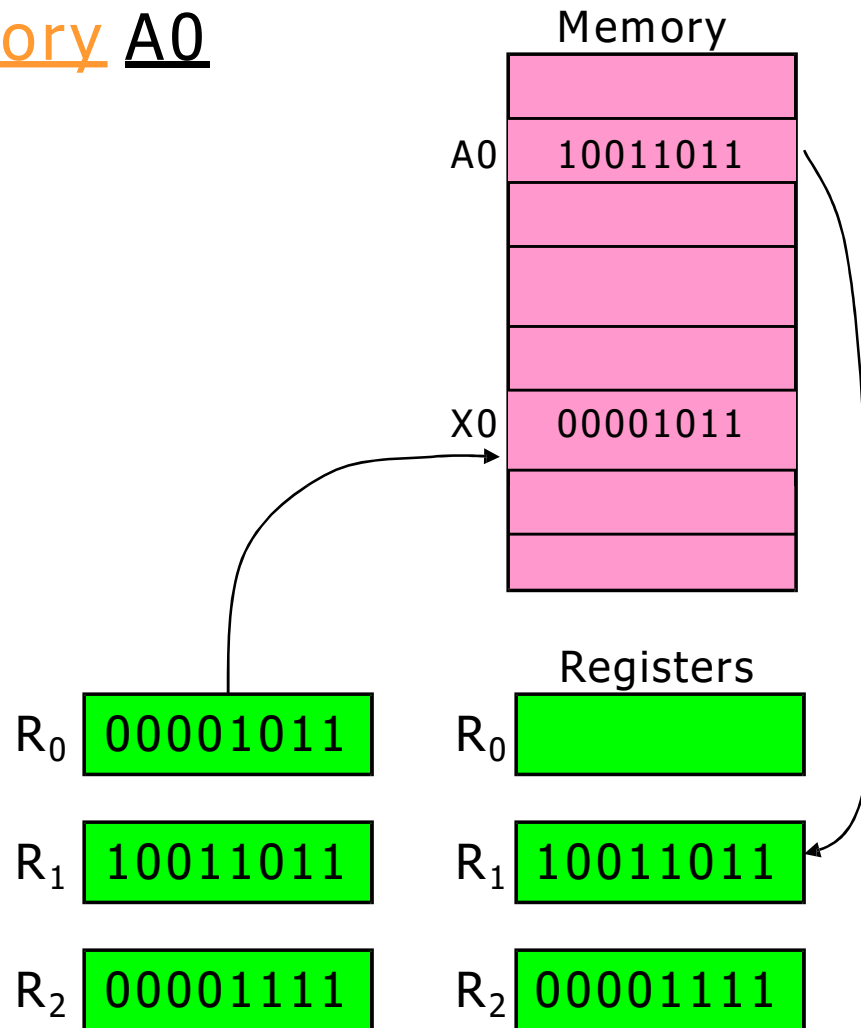 ory A0
Memory
A0 10011011
X0 00001011
Registers
R0 00001011 R0
R1 10011011 R1 10011011
R2 00001111 R2 00001111